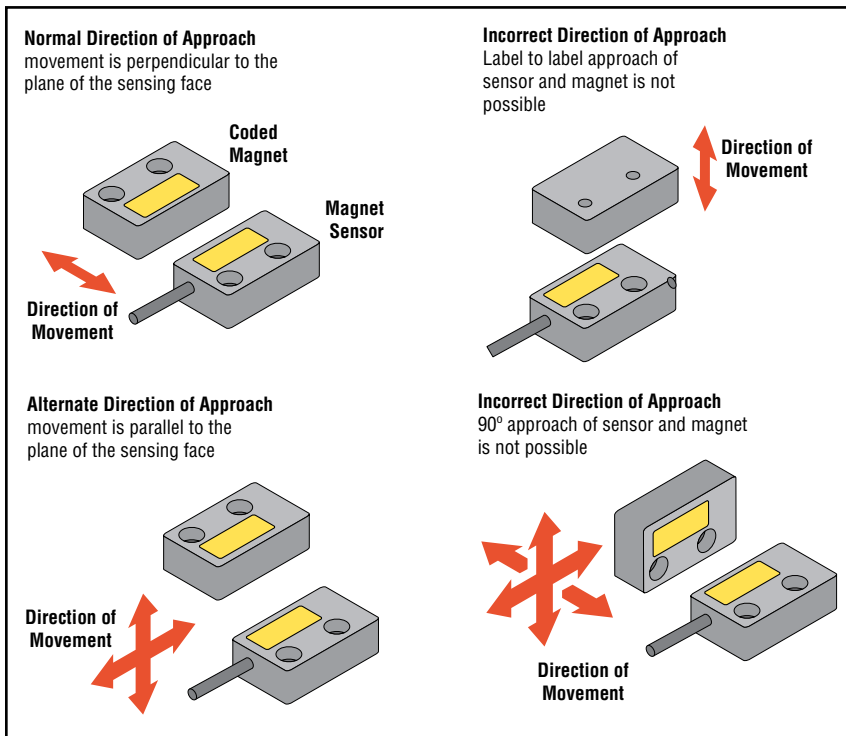 Normal Direction of Approach
movement is perpendicular to the
plane of the sensing face
Coded
Magnet
Magnet
Sensor
Direction of
Movement
Incorrect Direction of Approach
Label to label approach of
sensor and magnet is not
possible
Direction of
Movement
Alternate Direction of Approach
movement is parallel to the
plane of the sensing face
Direction of
Movement
Incorrect Direction of Approach
90º approach of sensor and magnet
is not possible
Direction of
Movement